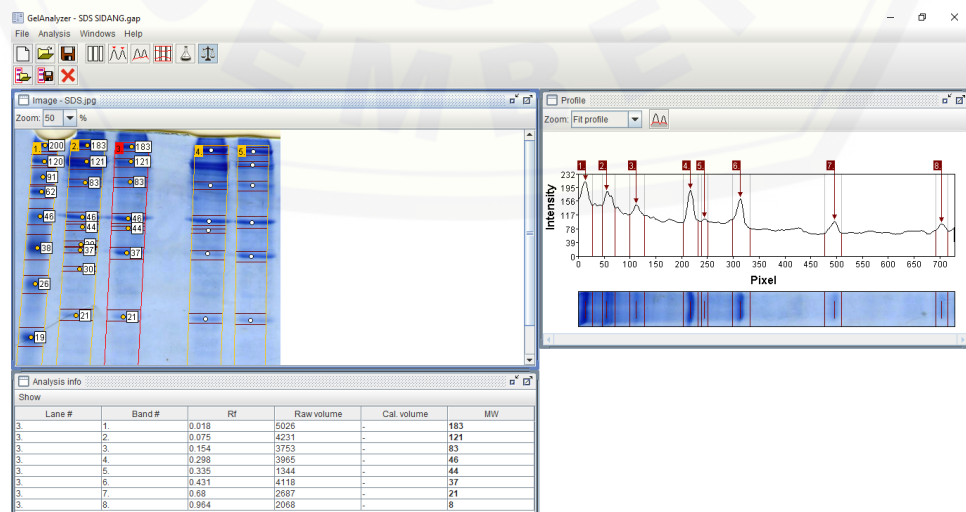 GelAnalyzer - SDS SIDANG.gap
File Analysis Windows Help
Image - SDS.jpg
Zoom: 50 %
1. 200 2. 183 3. 183 4. 5.
120 121 121
91 83 83
62
46 46 46
44 44
38 37 37
30
26
21 21
19
Profile
Zoom: Fit profile
1 2 3 4 5 6 7 8
Intensity
232
195
156
117
78
39
0
0 50 100 150 200 250 300 350 400 450 500 550 600 650 700
Pixel
Analysis info
Show
Lane # Band # Rf Raw volume Cal. volume MW
3. 1. 0.018 5026 - 183
3. 2. 0.075 4231 - 121
3. 3. 0.154 3753 - 83
3. 4. 0.298 3965 - 46
3. 5. 0.335 1344 - 44
3. 6. 0.431 4118 - 37
3. 7. 0.68 2687 - 21
3. 8. 0.964 2068 - 8